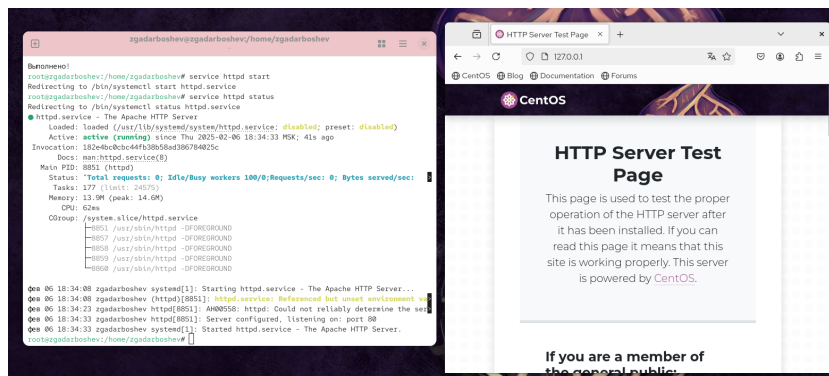 zgadarboshev@zgadarboshev:/home/zgadarboshev
Выполнено!
root@zgadarboshev:/home/zgadarboshev# service httpd start
Redirecting to /bin/systemctl start httpd.service
root@zgadarboshev:/home/zgadarboshev# service httpd status
Redirecting to /bin/systemctl status httpd.service
● httpd.service - The Apache HTTP Server
Loaded: loaded (/usr/lib/systemd/system/httpd.service; disabled; preset: disabled)
Active: active (running) since Thu 2025-02-06 18:34:33 MSK; 41s ago
Invocation: 182e4bc0cbc44fb38b58ad386784025c
Docs: man:httpd.service(8)
Main PID: 8851 (httpd)
Status: "Total requests: 0; Idle/Busy workers 100/0;Requests/sec: 0; Bytes served/sec: >
Tasks: 177 (limit: 24575)
Memory: 13.9M (peak: 14.6M)
CPU: 62ms
CGroup: /system.slice/httpd.service
├─8851 /usr/sbin/httpd -DFOREGROUND
├─8857 /usr/sbin/httpd -DFOREGROUND
├─8858 /usr/sbin/httpd -DFOREGROUND
├─8859 /usr/sbin/httpd -DFOREGROUND
└─8860 /usr/sbin/httpd -DFOREGROUND
фев 06 18:34:08 zgadarboshev systemd[1]: Starting httpd.service - The Apache HTTP Server...
фев 06 18:34:08 zgadarboshev (httpd)[8851]: httpd.service: Referenced but unset environment va>
фев 06 18:34:23 zgadarboshev httpd[8851]: AH00558: httpd: Could not reliably determine the ser>
фев 06 18:34:33 zgadarboshev httpd[8851]: Server configured, listening on: port 80
фев 06 18:34:33 zgadarboshev systemd[1]: Started httpd.service - The Apache HTTP Server.
root@zgadarboshev:/home/zgadarboshev#
HTTP Server Test Page
127.0.0.1
CentOS Blog Documentation Forums
CentOS
HTTP Server Test
Page
This page is used to test the proper
operation of the HTTP server after
it has been installed. If you can
read this page it means that this
site is working properly. This server
is powered by CentOS.
If you are a member of
the general public: